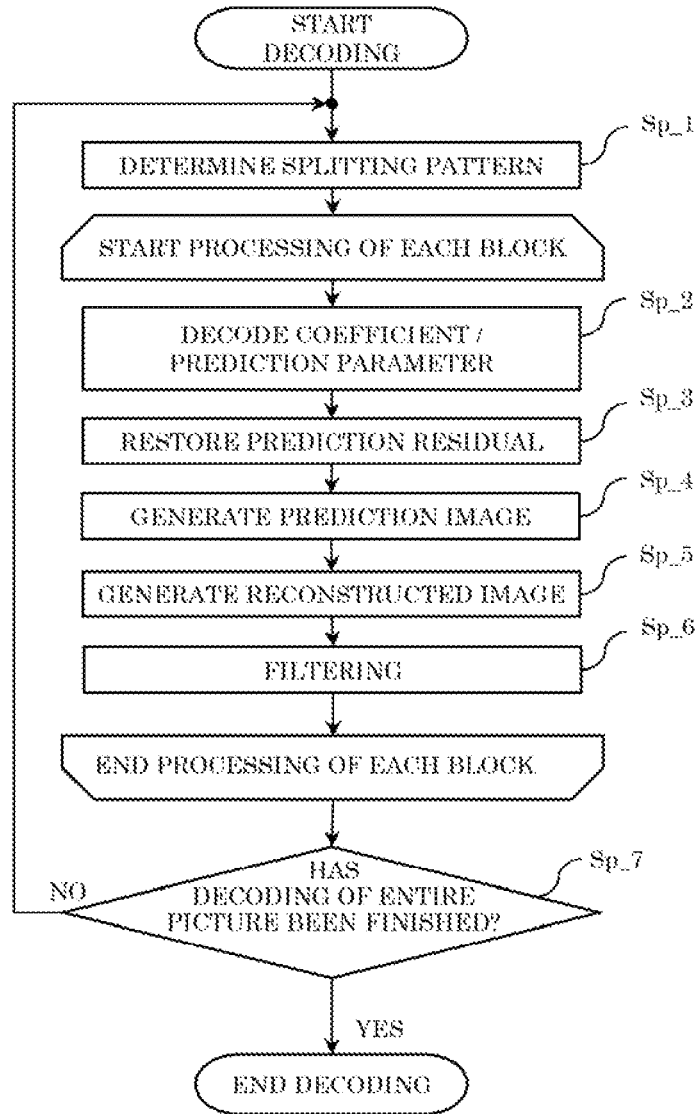 START
DECODING
Sp_1
DETERMINE SPLITTING PATTERN
START PROCESSING OF EACH BLOCK
Sp_2
DECODE COEFFICIENT /
PREDICTION PARAMETER
Sp_3
RESTORE PREDICTION RESIDUAL
Sp_4
GENERATE PREDICTION IMAGE
Sp_5
GENERATE RECONSTRUCTED IMAGE
Sp_6
FILTERING
END PROCESSING OF EACH BLOCK
Sp_7
HAS
DECODING OF ENTIRE
PICTURE BEEN FINISHED?
NO
YES
END DECODING